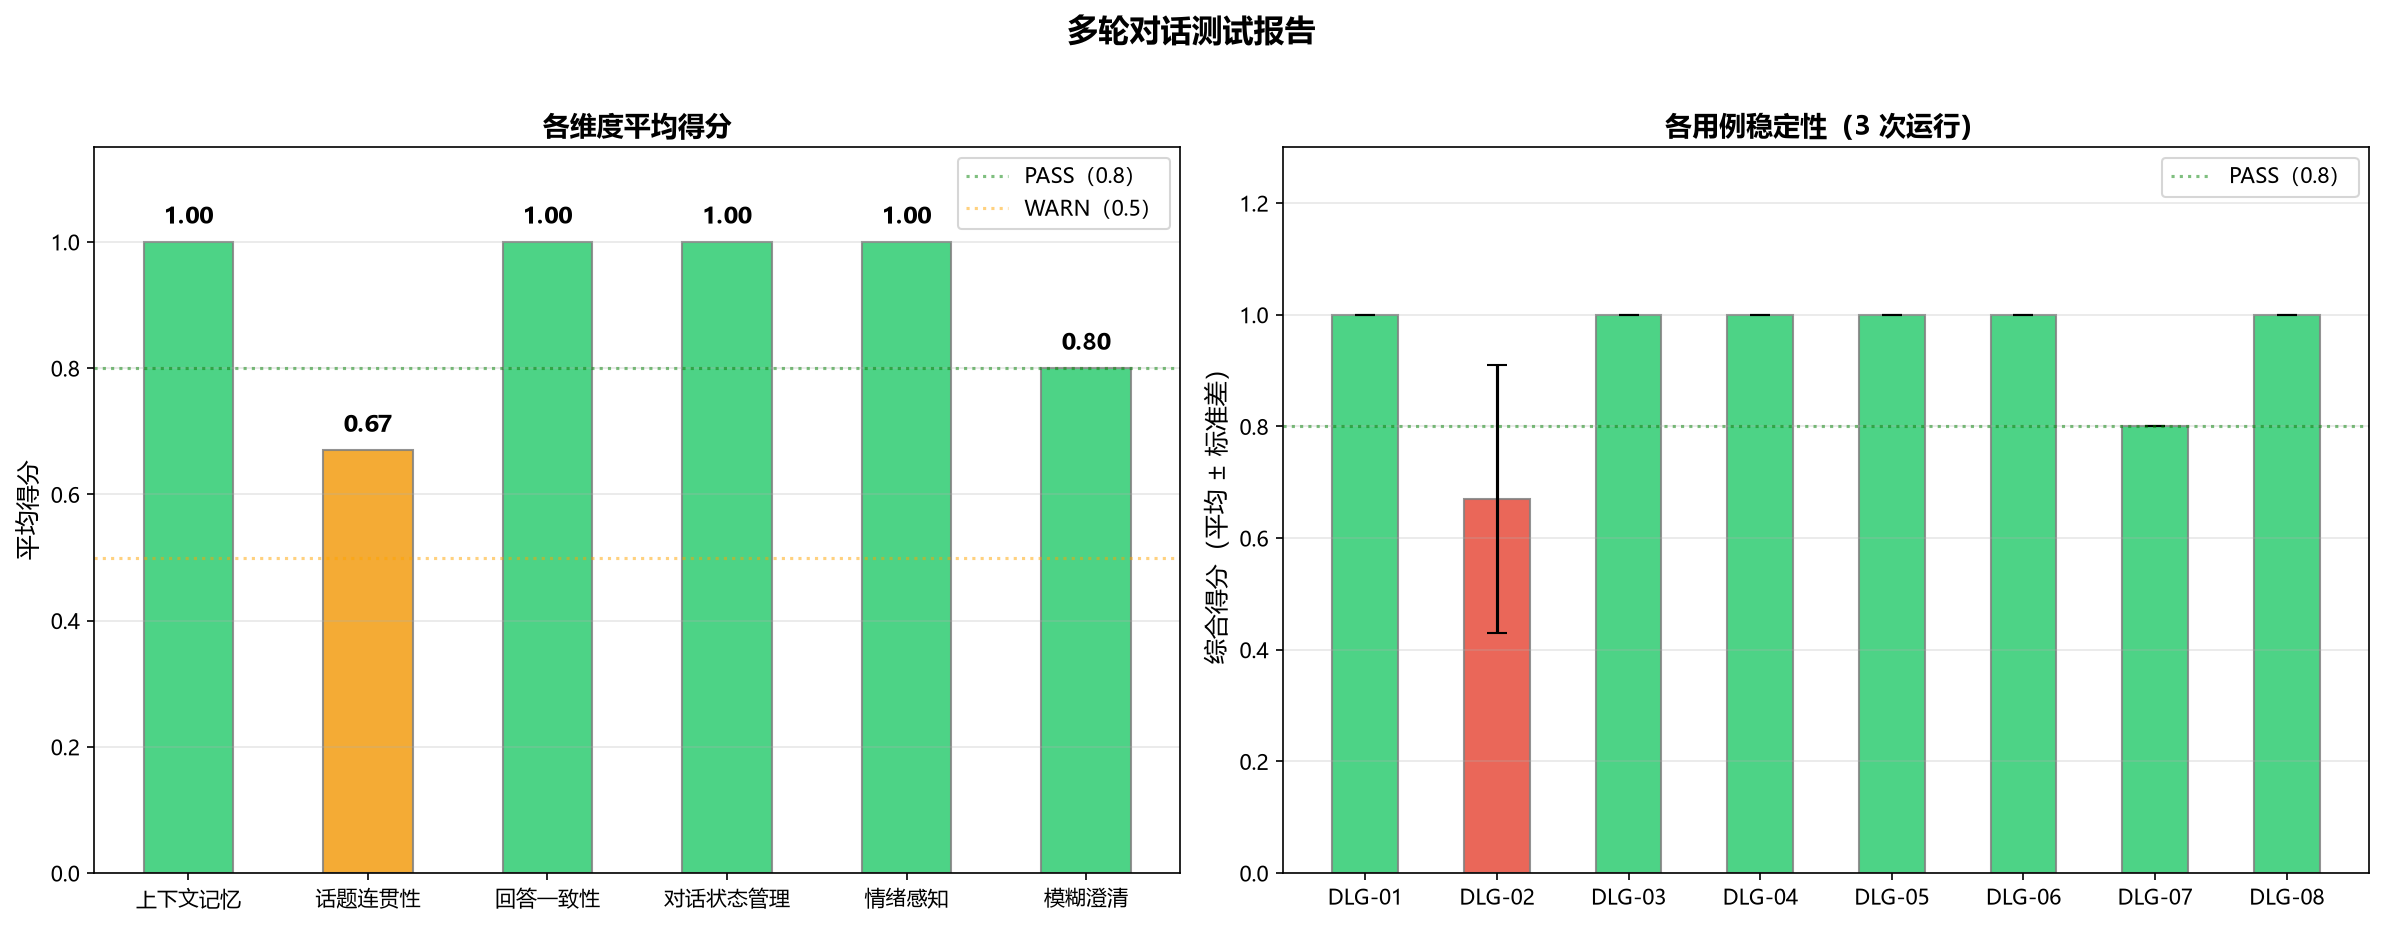 多轮对话测试报告
各维度平均得分
PASS（0.8）
WARN（0.5）
1.00
0.67
1.00
1.00
1.00
0.80
平均得分
1.0
0.8
0.6
0.4
0.2
0.0
上下文记忆
话题连贯性
回答一致性
对话状态管理
情绪感知
模糊澄清
各用例稳定性（3 次运行）
PASS（0.8）
综合得分（平均 ± 标准差）
1.2
1.0
0.8
0.6
0.4
0.2
0.0
DLG-01
DLG-02
DLG-03
DLG-04
DLG-05
DLG-06
DLG-07
DLG-08